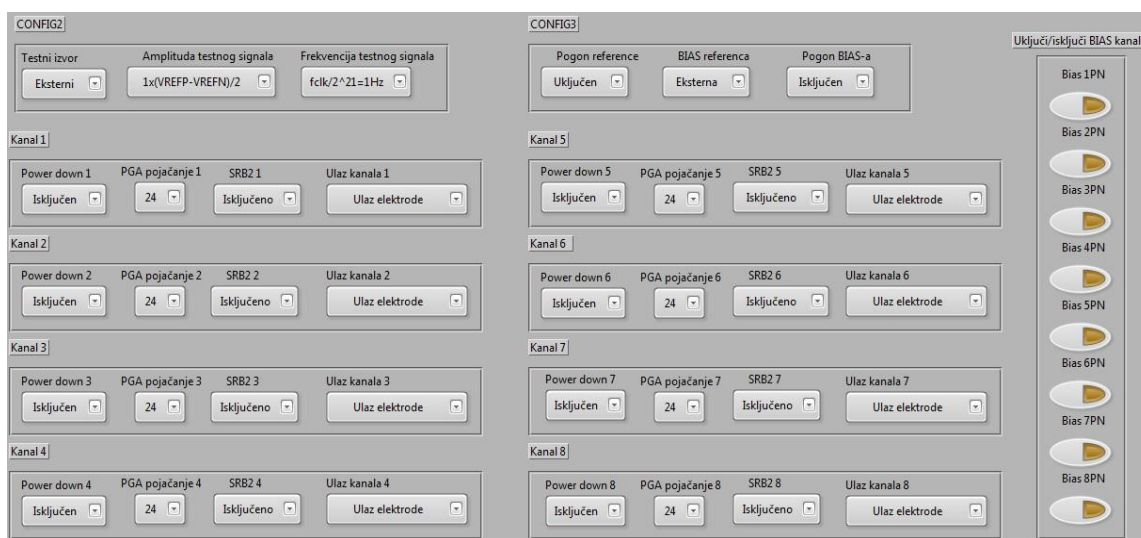 CONFIG2
Testni izvor Amplituda testnog signala Frekvencija testnog signala
Eksterni 1x(VREFP-VREFN)/2 fclk/2^21=1Hz
CONFIG3
Pogon reference BIAS referenca Pogon BIAS-a
Uključen Eksterna Isključen
Kanal 1
Power down 1 PGA pojačanje 1 SRB2 1 Ulaz kanala 1
Isključen 24 Isključeno Ulaz elektrode
Kanal 2
Power down 2 PGA pojačanje 2 SRB2 2 Ulaz kanala 2
Isključen 24 Isključeno Ulaz elektrode
Kanal 3
Power down 3 PGA pojačanje 3 SRB2 3 Ulaz kanala 3
Isključen 24 Isključeno Ulaz elektrode
Kanal 4
Power down 4 PGA pojačanje 4 SRB2 4 Ulaz kanala 4
Isključen 24 Isključeno Ulaz elektrode
Kanal 5
Power down 5 PGA pojačanje 5 SRB2 5 Ulaz kanala 5
Isključen 24 Isključeno Ulaz elektrode
Kanal 6
Power down 6 PGA pojačanje 6 SRB2 6 Ulaz kanala 6
Isključen 24 Isključeno Ulaz elektrode
Kanal 7
Power down 7 PGA pojačanje 7 SRB2 7 Ulaz kanala 7
Isključen 24 Isključeno Ulaz elektrode
Kanal 8
Power down 8 PGA pojačanje 8 SRB2 8 Ulaz kanala 8
Isključen 24 Isključeno Ulaz elektrode
Uključi/isključi BIAS kanal
Bias 1PN
Bias 2PN
Bias 3PN
Bias 4PN
Bias 5PN
Bias 6PN
Bias 7PN
Bias 8PN